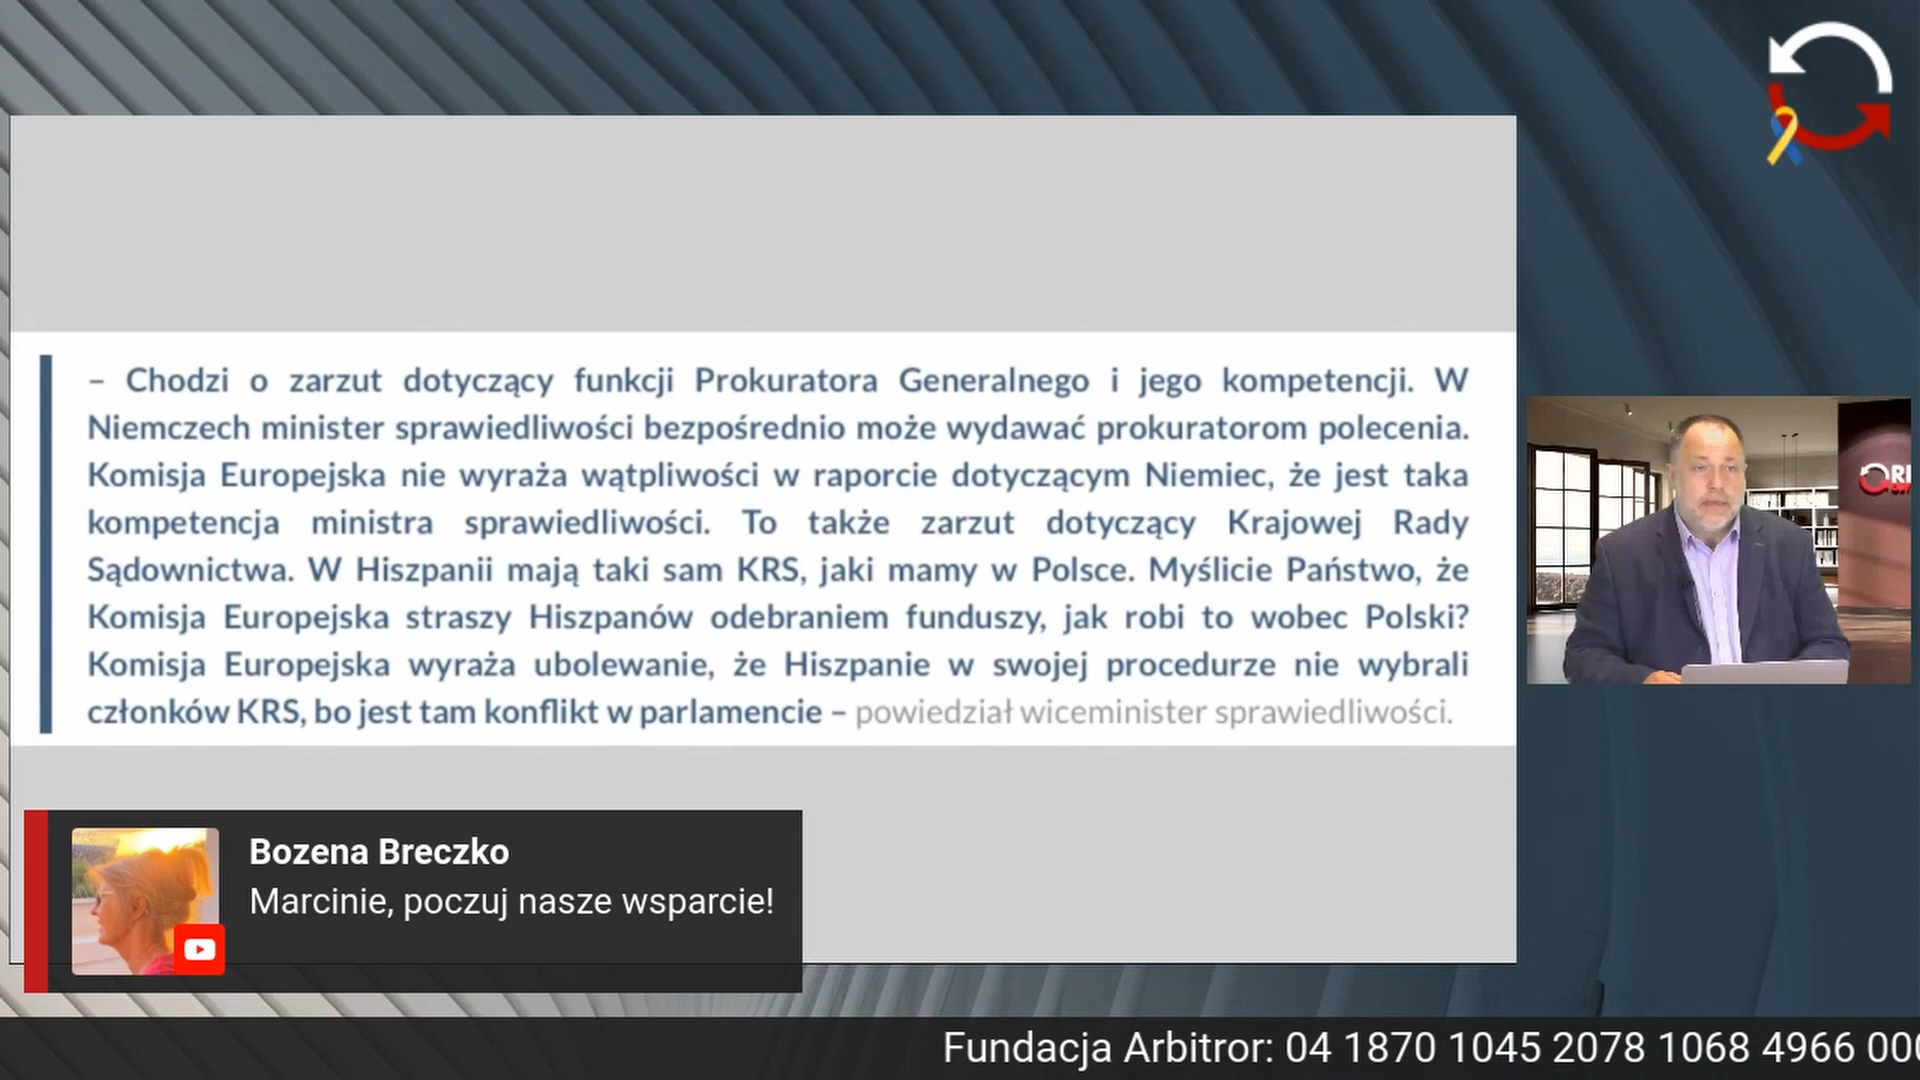 – Chodzi o zarzut dotyczący funkcji Prokuratora Generalnego i jego kompetencji. W
Niemczech minister sprawiedliwości bezpośrednio może wydawać prokuratorom polecenia.
Komisja Europejska nie wyraża wątpliwości w raporcie dotyczącym Niemiec, że jest taka
kompetencja ministra sprawiedliwości. To także zarzut dotyczący Krajowej Rady
Sądownictwa. W Hiszpanii mają taki sam KRS, jaki mamy w Polsce. Myślicie Państwo, że
Komisja Europejska straszy Hiszpanów odebraniem funduszy, jak robi to wobec Polski?
Komisja Europejska wyraża ubolewanie, że Hiszpanie w swojej procedurze nie wybrali
członków KRS, bo jest tam konflikt w parlamencie – powiedział wiceminister sprawiedliwości.
Bozena Breczko
Marcinie, poczuj nasze wsparcie!
Fundacja Arbitror: 04 1870 1045 2078 1068 4966